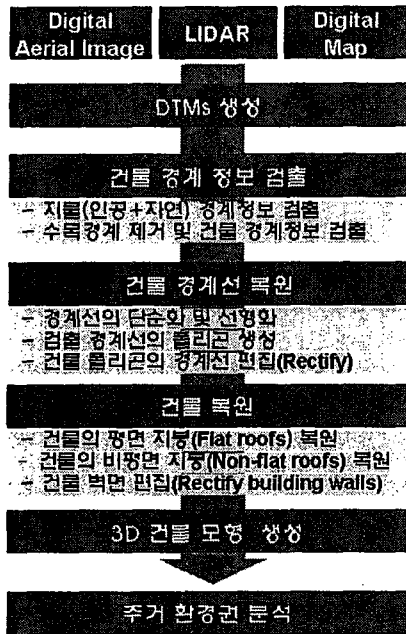 Digital
Aerial Image
LIDAR
Digital
Map
DTMs 생성
건물 경계 정보 검출
- 지물(인공+자연) 경계정보 검출
- 수목경계 제거 및 건물 경계정보 검출
건물 경계선 복원
- 경계선의 단순화 및 선형화
- 검출 경계선의 폴리곤 생성
- 건물 폴리곤의 경계선 편집(Rectify)
건물 복원
- 건물의 평면 지붕(Flat roofs) 복원
- 건물의 비평면 지붕(Non-flat roofs) 복원
- 건물 벽면 편집(Rectify building walls)
3D 건물 모형 생성
주거 환경권 분석